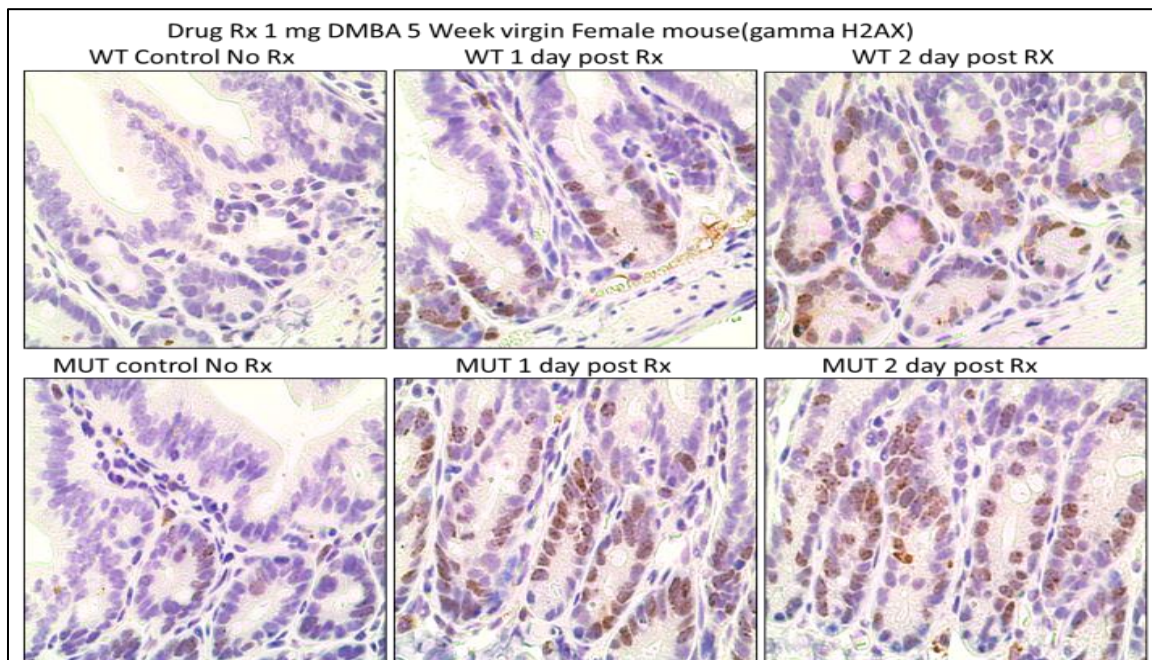 Drug Rx 1 mg DMBA 5 Week virgin Female mouse(gamma H2AX)
WT Control No Rx
WT 1 day post Rx
WT 2 day post RX
MUT control No Rx
MUT 1 day post Rx
MUT 2 day post Rx